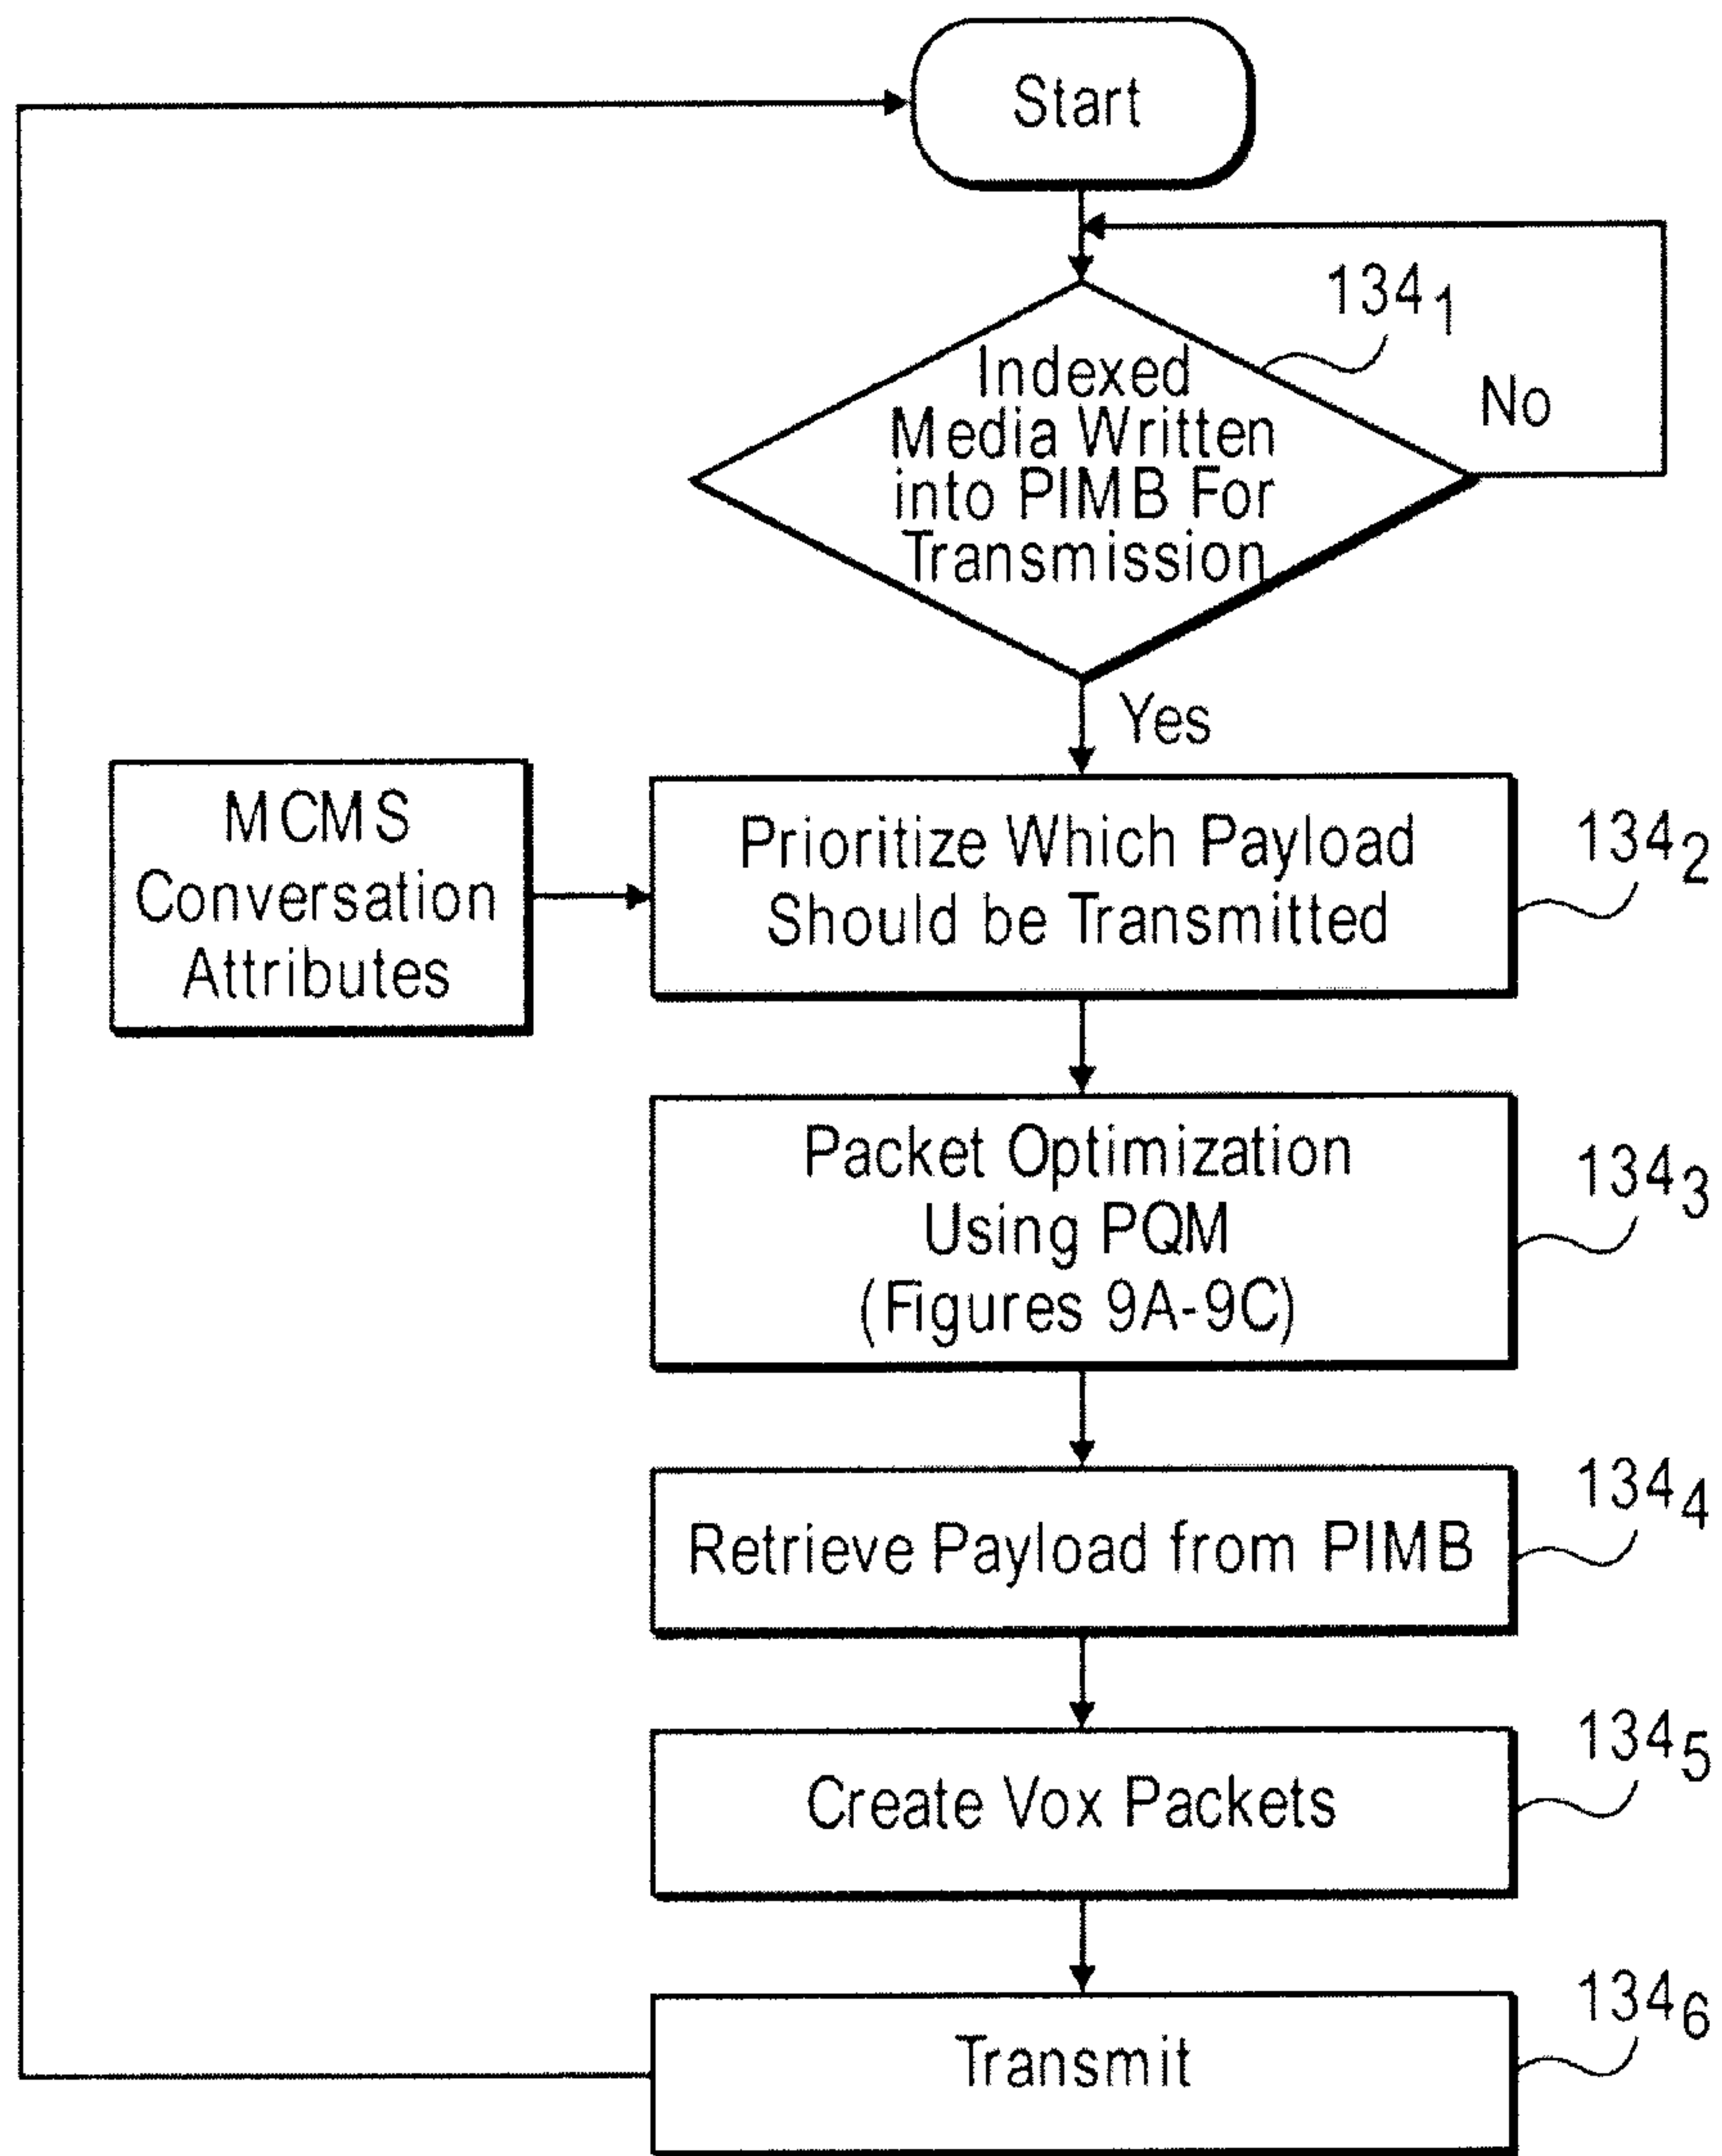 Start
134₁
Indexed
Media Written
into PIMB For
Transmission
No
Yes
MCMS
Conversation
Attributes
Prioritize Which Payload
Should be Transmitted
134₂
Packet Optimization
Using PQM
(Figures 9A-9C)
134₃
Retrieve Payload from PIMB
134₄
Create Vox Packets
134₅
Transmit
134₆